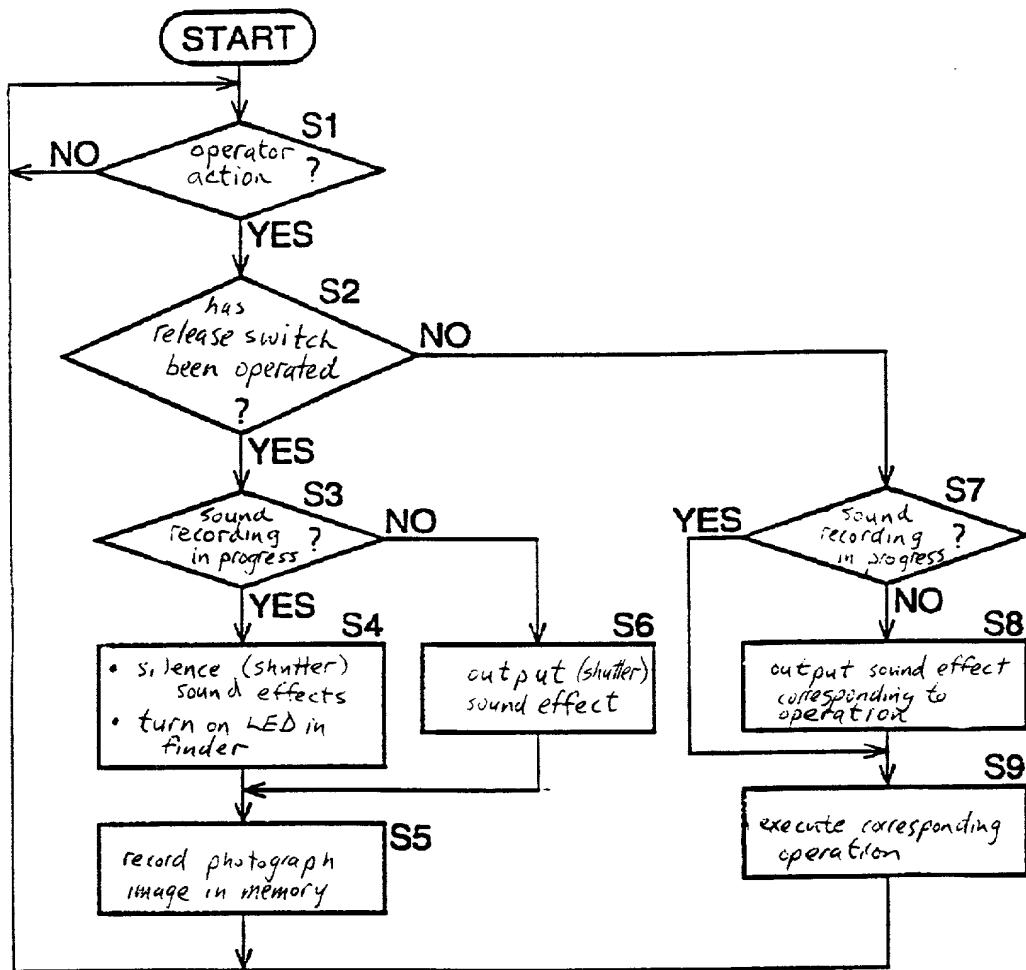 START
S1
operator
action ?
NO
YES
S2
has
release switch
been operated
?
NO
YES
S3
sound
recording
in progress ?
NO
YES
S4
• silence (shutter)
sound effects
• turn on LED in
finder
S6
output (shutter)
sound effect
S5
record photograph
image in memory
S7
sound
recording
in progress ?
YES
NO
S8
output sound effect
corresponding to
operation
S9
execute corresponding
operation